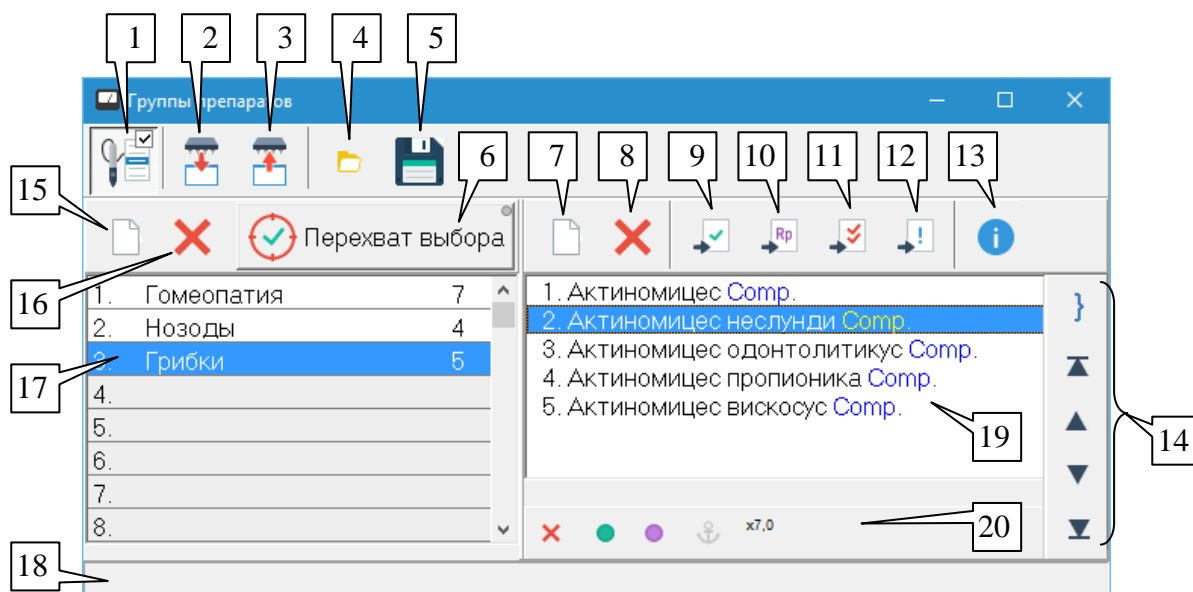 1 2 3 4 5
Группы препаратов
6 7 8 9 10 11 12 13
15
Перехват выбора
Rp
16
1. Гомеопатия 7
2. Нозоды 4
3. Грибки 5
4.
5.
6.
7.
8.
17
1. Актиномицес Comp.
2. Актиномицес неслунди Comp.
3. Актиномицес одонтолитикус Comp.
4. Актиномицес пропионика Comp.
5. Актиномицес вискосус Comp.
19
14
x7,0
20
18